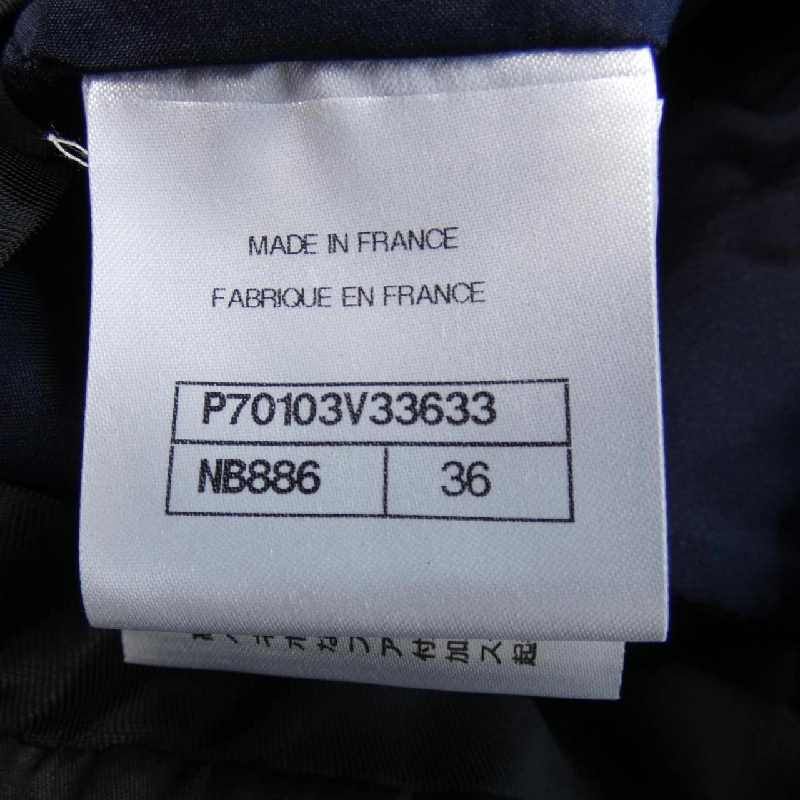 MADE IN FRANCE
FABRIQUE EN FRANCE
P70103V33633
NB886 36